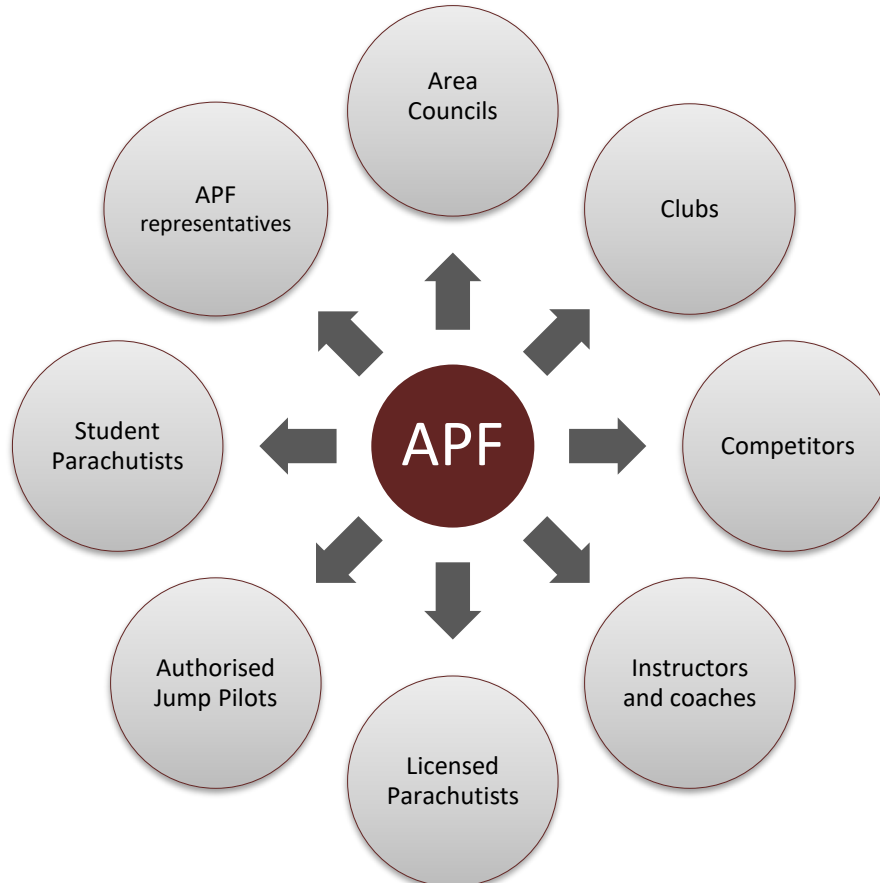 Area
Councils
APF
representatives
Clubs
Student
Parachutists
APF
Competitors
Authorised
Jump Pilots
Instructors
and coaches
Licensed
Parachutists